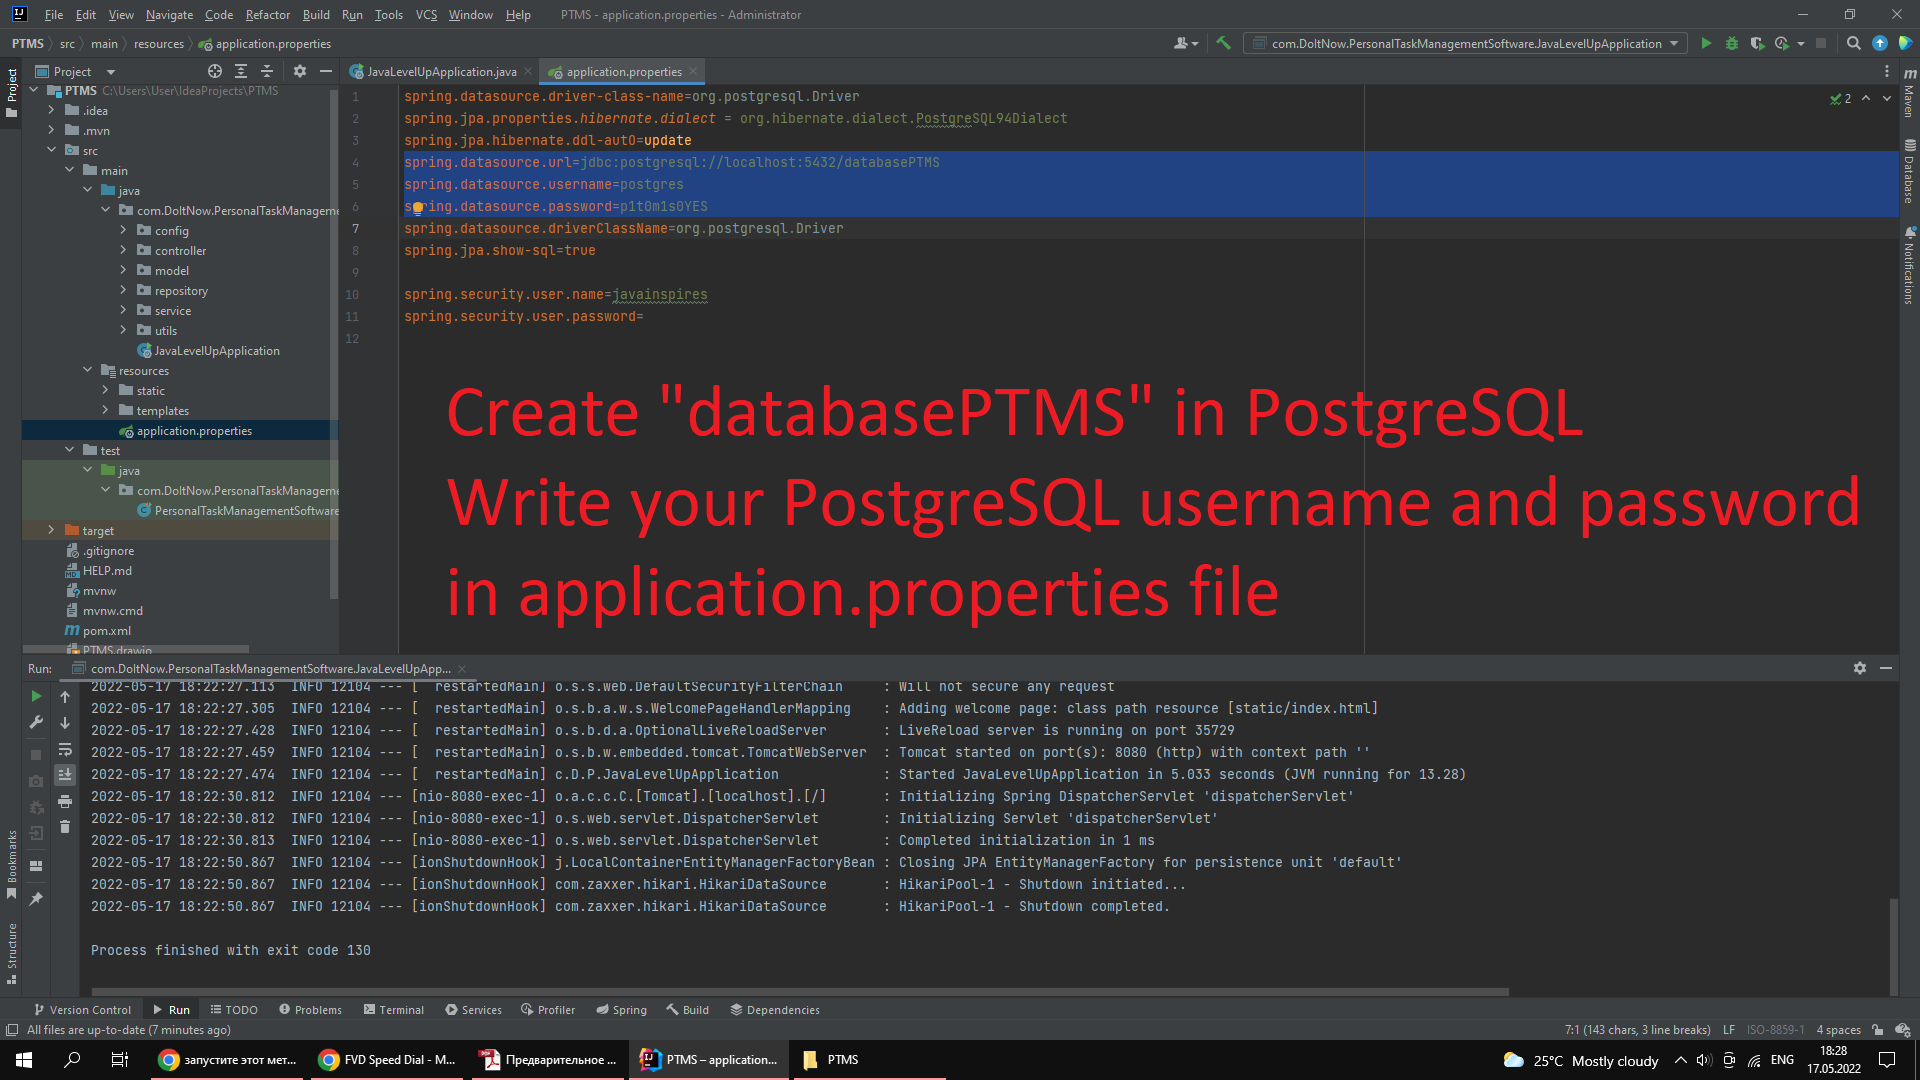 File Edit View Navigate Code Refactor Build Run Tools VCS Window Help PTMS - application.properties - Administrator
PTMS src main resources application.properties com.DoItNow.PersonalTaskManagementSoftware.JavaLevelUpApplication
Project JavaLevelUpApplication.java application.properties
Project
PTMS C:\Users\User\IdeaProjects\PTMS
.idea
.mvn
src
main
java
com.DoItNow.PersonalTaskManageme
config
controller
model
repository
service
utils
JavaLevelUpApplication
resources
static
templates
application.properties
test
java
com.DoItNow.PersonalTaskManageme
PersonalTaskManagementSoftware
target
.gitignore
HELP.md
mvnw
mvnw.cmd
pom.xml
PTMS.drawio
1 spring.datasource.driver-class-name=org.postgresql.Driver
2 spring.jpa.properties.hibernate.dialect = org.hibernate.dialect.PostgreSQL94Dialect
3 spring.jpa.hibernate.ddl-autO=update
4 spring.datasource.url=jdbc:postgresql://localhost:5432/databasePTMS
5 spring.datasource.username=postgres
6 spring.datasource.password=p1t0m1s0YES
7 spring.datasource.driverClassName=org.postgresql.Driver
8 spring.jpa.show-sql=true
9
10 spring.security.user.name=javainspires
11 spring.security.user.password=
12
2
Maven
Database
Notifications
Create "databasePTMS" in PostgreSQL
Write your PostgreSQL username and password
in application.properties file
Run: com.DoItNow.PersonalTaskManagementSoftware.JavaLevelUpApp...
2022-05-17 18:22:27.113 INFO 12104 --- [ restartedMain] o.s.s.web.DefaultSecurityFilterChain : Will not secure any request
2022-05-17 18:22:27.305 INFO 12104 --- [ restartedMain] o.s.b.a.w.s.WelcomePageHandlerMapping : Adding welcome page: class path resource [static/index.html]
2022-05-17 18:22:27.428 INFO 12104 --- [ restartedMain] o.s.b.d.a.OptionalLiveReloadServer : LiveReload server is running on port 35729
2022-05-17 18:22:27.459 INFO 12104 --- [ restartedMain] o.s.b.w.embedded.tomcat.TomcatWebServer : Tomcat started on port(s): 8080 (http) with context path ''
2022-05-17 18:22:27.474 INFO 12104 --- [ restartedMain] c.D.P.JavaLevelUpApplication : Started JavaLevelUpApplication in 5.033 seconds (JVM running for 13.28)
2022-05-17 18:22:30.812 INFO 12104 --- [nio-8080-exec-1] o.a.c.c.C.[Tomcat].[localhost].[/] : Initializing Spring DispatcherServlet 'dispatcherServlet'
2022-05-17 18:22:30.812 INFO 12104 --- [nio-8080-exec-1] o.s.web.servlet.DispatcherServlet : Initializing Servlet 'dispatcherServlet'
2022-05-17 18:22:30.813 INFO 12104 --- [nio-8080-exec-1] o.s.web.servlet.DispatcherServlet : Completed initialization in 1 ms
2022-05-17 18:22:50.867 INFO 12104 --- [ionShutdownHook] j.LocalContainerEntityManagerFactoryBean : Closing JPA EntityManagerFactory for persistence unit 'default'
2022-05-17 18:22:50.867 INFO 12104 --- [ionShutdownHook] com.zaxxer.hikari.HikariDataSource : HikariPool-1 - Shutdown initiated...
2022-05-17 18:22:50.867 INFO 12104 --- [ionShutdownHook] com.zaxxer.hikari.HikariDataSource : HikariPool-1 - Shutdown completed.
Process finished with exit code 130
Bookmarks
Structure
Version Control Run TODO Problems Terminal Services Profiler Spring Build Dependencies
All files are up-to-date (7 minutes ago) 7:1 (143 chars, 3 line breaks) LF ISO-8859-1 4 spaces
запустите этот мет... FVD Speed Dial - M... Предварительное ... PTMS – application... PTMS 25°C Mostly cloudy ENG 18:28
17.05.2022